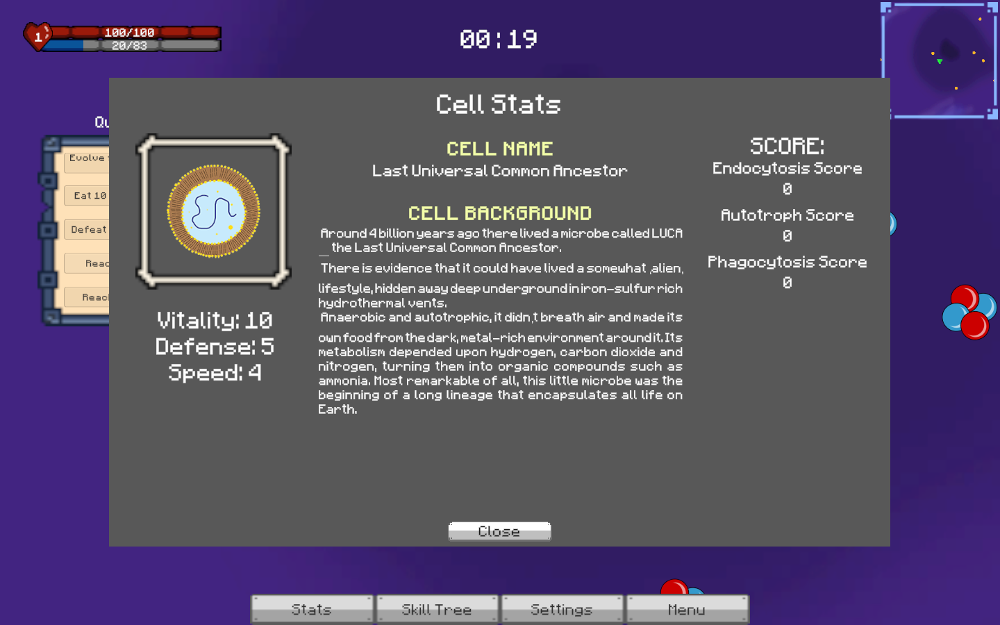 1
100/100
20/83
00:19
Cell Stats
Qu
Evolve
Eat 10
Defeat
Reac
Reac
Vitality: 10
Defense: 5
Speed: 4
CELL NAME
Last Universal Common Ancestor
CELL BACKGROUND
Around 4 billion years ago there lived a microbe called LUCA
_ the Last Universal Common Ancestor.
There is evidence that it could have lived a somewhat ,alien,
lifestyle, hidden away deep underground in iron-sulfur rich
hydrothermal vents.
Anaerobic and autotrophic, it didn,t breath air and made its
own food from the dark, metal-rich environment around it. Its
metabolism depended upon hydrogen, carbon dioxide and
nitrogen, turning them into organic compounds such as
ammonia. Most remarkable of all, this little microbe was the
beginning of a long lineage that encapsulates all life on
Earth.
SCORE:
Endocytosis Score
0
Autotroph Score
0
Phagocytosis Score
0
Close
Stats
Skill Tree
Settings
Menu